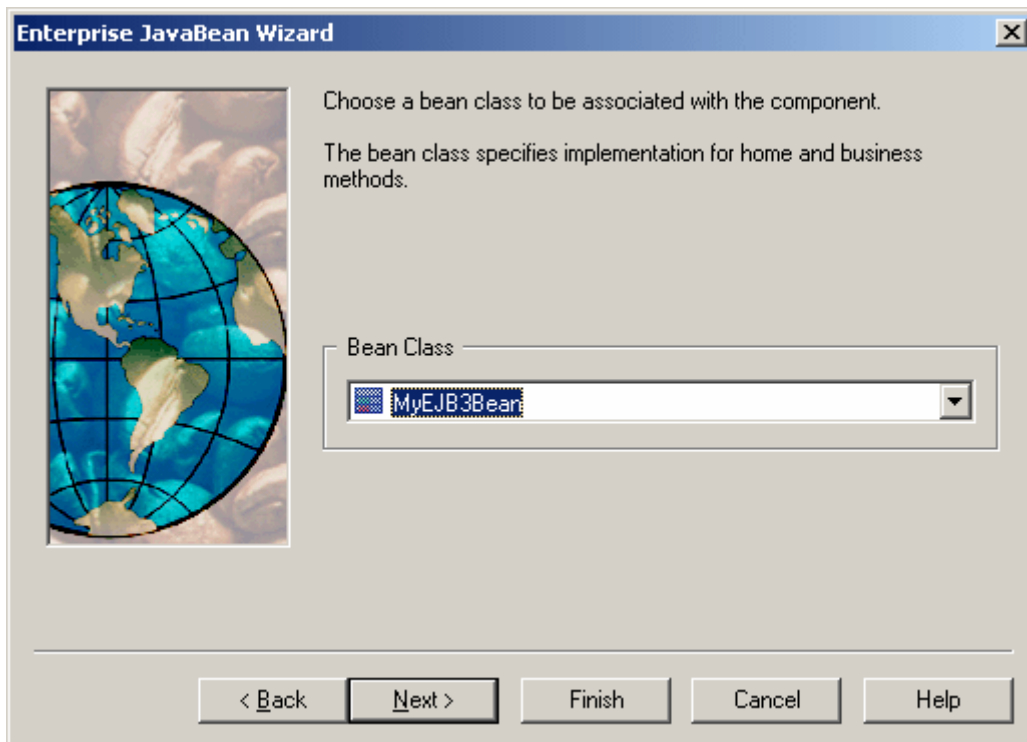 Enterprise JavaBean Wizard
Choose a bean class to be associated with the component.
The bean class specifies implementation for home and business
methods.
Bean Class
MyEJB3Bean
< Back
Next >
Finish
Cancel
Help